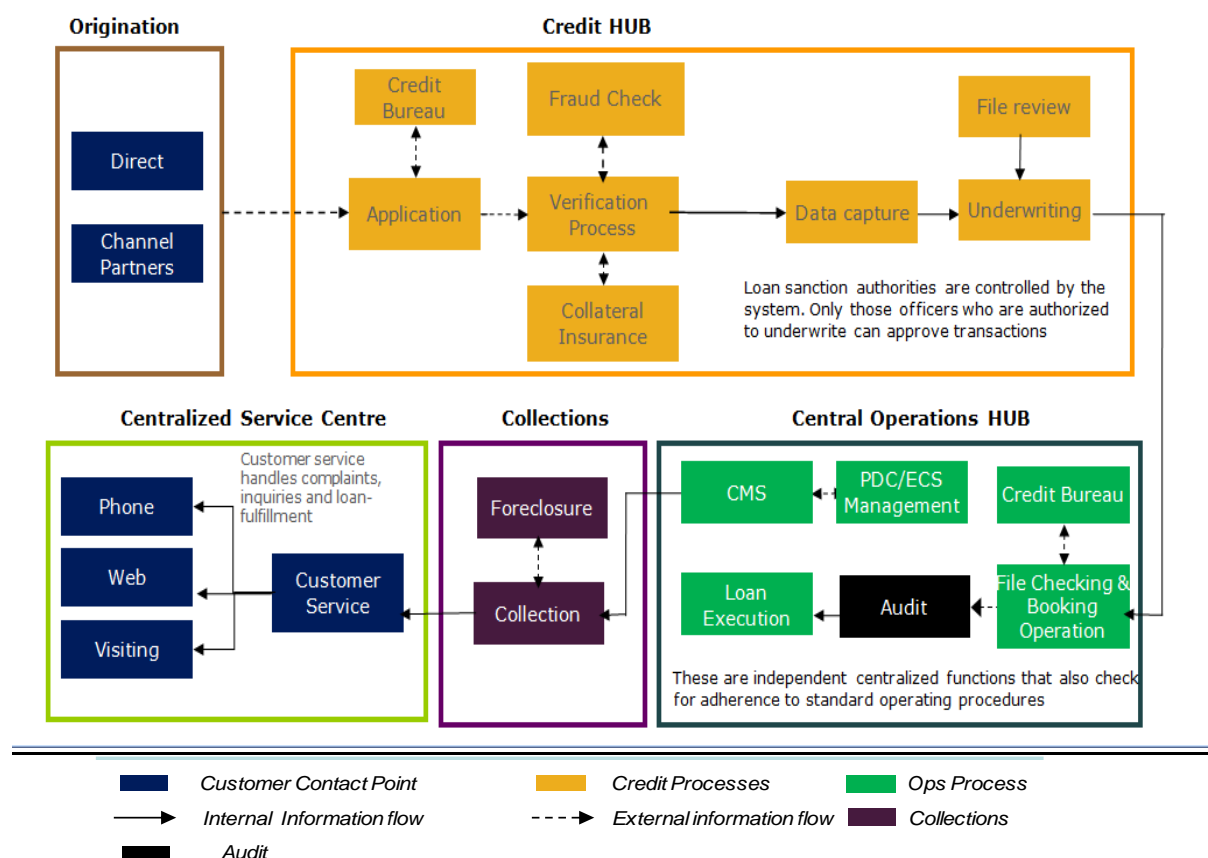 Origination
Credit HUB
Direct
Channel
Partners
Credit
Bureau
Fraud Check
File review
Application
Verification
Process
Data capture
Underwriting
Collateral
Insurance
Loan sanction authorities are controlled by the
system. Only those officers who are authorized
to underwrite can approve transactions
Centralized Service Centre
Collections
Central Operations HUB
Customer service
handles complaints,
inquiries and loan-
fulfillment
Phone
Web
Visiting
Customer
Service
Foreclosure
Collection
CMS
PDC/ECS
Management
Credit Bureau
Loan
Execution
Audit
File Checking &
Booking
Operation
These are independent centralized functions that also check
for adherence to standard operating procedures
Customer Contact Point
Credit Processes
Ops Process
Internal Information flow
External information flow
Collections
Audit